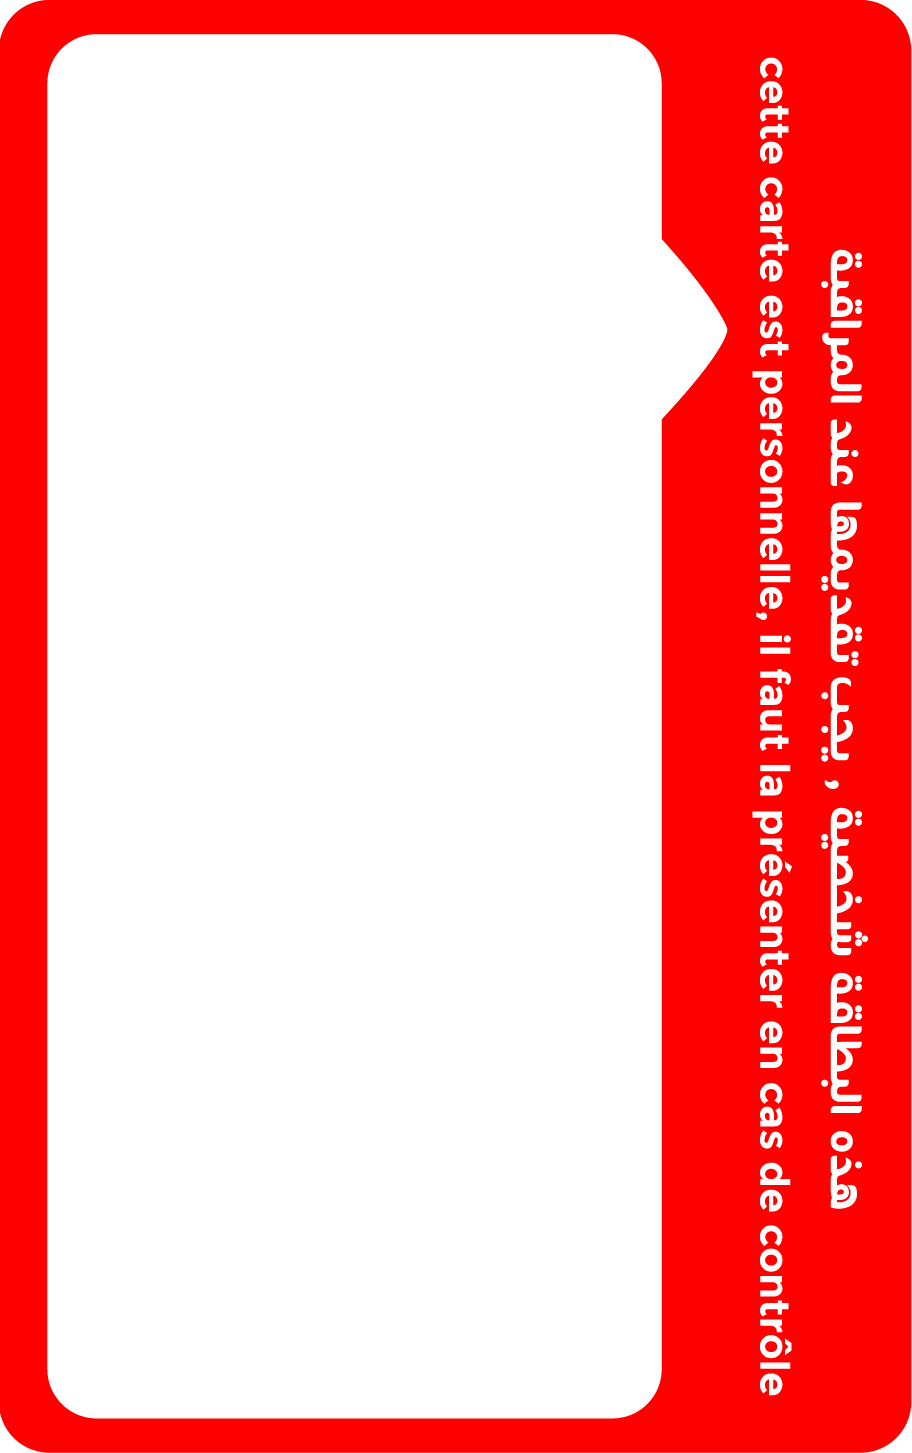 هذه البطاقة شخصية , يجب تقديمها عند المراقبة
cette carte est personnelle, il faut la présenter en cas de contrôle